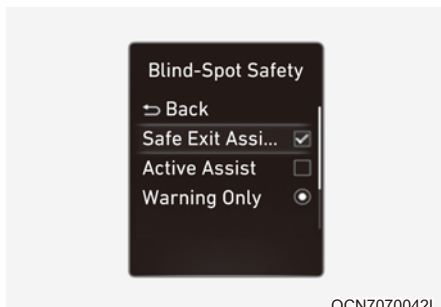 Blind-Spot Safety
Back
Safe Exit Assi...
Active Assist
Warning Only
OCN7070042L